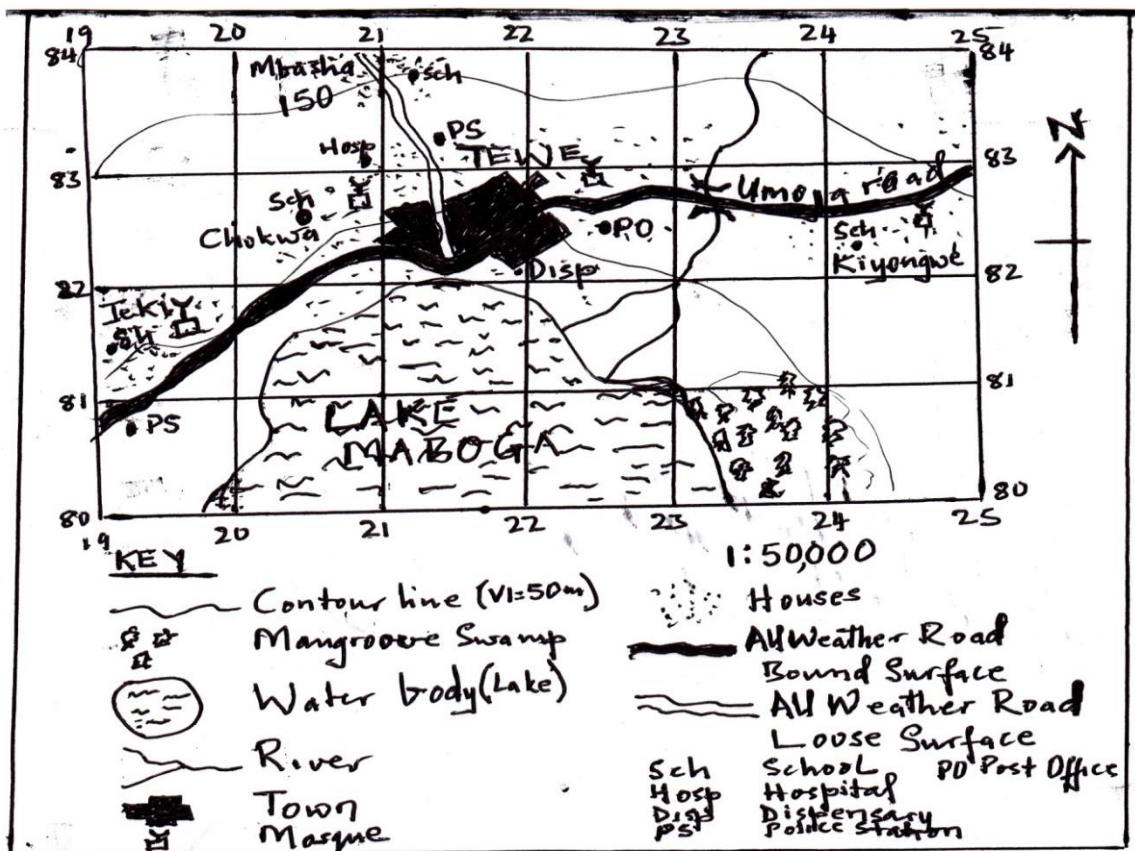 19 20 21 22 23 24 25
84 84
Mbasha
150
Sch
PS
Hosp
TEWE
83 83
Umoja road
Sch
Chokwa
PO
Sch
Kiyongwe
Disp
82 82
Tekiy
Sh
81 81
LAKE
MABOGA
PS
80 80
19 20 21 22 23 24 25
N
KEY
1:50,000
Contour line (VI=50m)
Mangroove Swamp
Water body (Lake)
River
Town
Mosque
Houses
All Weather Road
Bound Surface
All Weather Road
Loose Surface
Sch School PO Post Office
Hosp Hospital
Disp Dispensary
PS Police Station